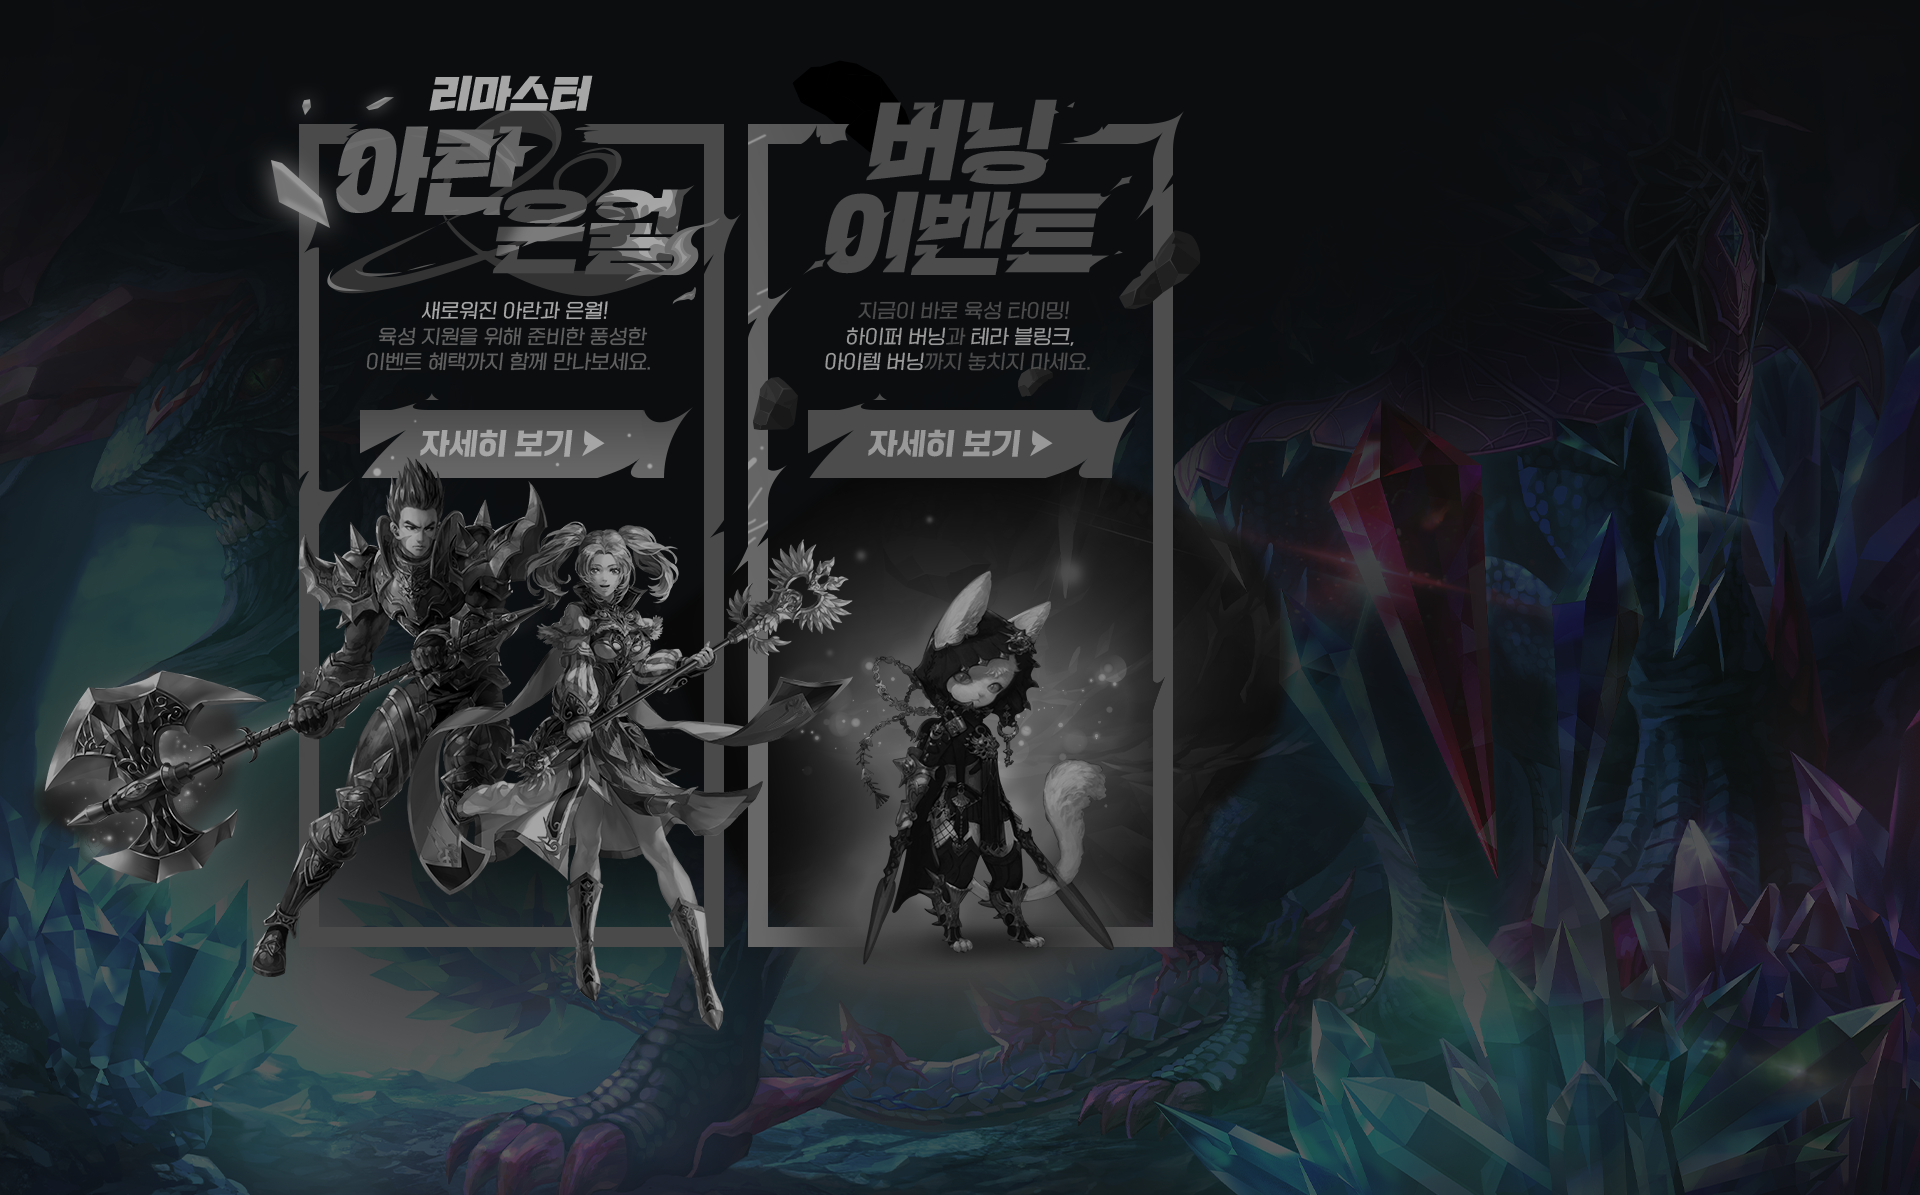 리마스터
아란
&
은월
새로워진 아란과 은월!
육성 지원을 위해 준비한 풍성한
이벤트 혜택까지 함께 만나보세요.
자세히 보기
버닝
이벤트
지금이 바로 육성 타이밍!
하이퍼 버닝과 테라 블링크,
아이템 버닝까지 놓치지 마세요.
자세히 보기